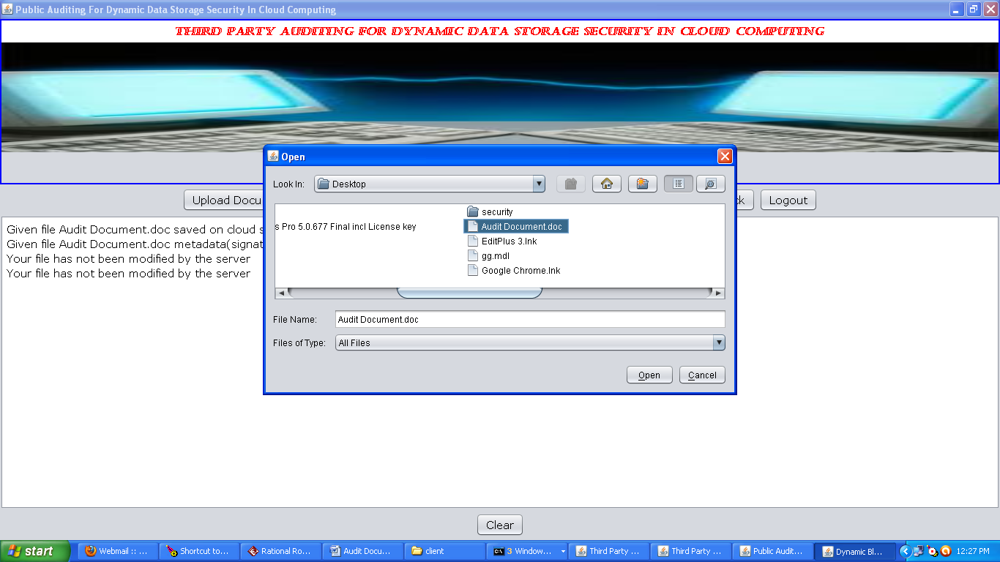 Public Auditing For Dynamic Data Storage Security In Cloud Computing
THIRD PARTY AUDITING FOR DYNAMIC DATA STORAGE SECURITY IN CLOUD COMPUTING
Open
Look In: Desktop
Upload Docu k Logout
security
s Pro 5.0.677 Final incl License key Audit Document.doc
EditPlus 3.lnk
gg.mdl
Google Chrome.lnk
Given file Audit Document.doc saved on cloud s
Given file Audit Document.doc metadata(signat
Your file has not been modified by the server
Your file has not been modified by the server
File Name: Audit Document.doc
Files of Type: All Files
Open Cancel
Clear
start Webmail :: ... Shortcut to... Rational Ro... Audit Docu... client 3 Window... Third Party ... Third Party ... Public Audit... Dynamic Bl... 12:27 PM